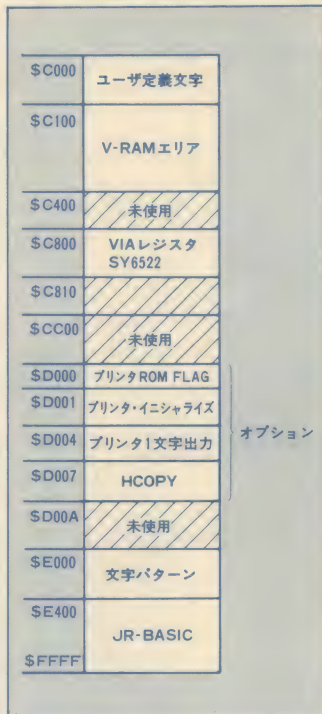 $C000 ユーザ定義文字
$C100 V-RAMエリア
$C400 未使用
$C800 VIAレジスタ
SY6522
$C810
$CC00 未使用
$D000 プリンタROM FLAG
$D001 プリンタ・イニシャライズ
$D004 プリンタ1文字出力
オプション
$D007 HCOPY
$D00A 未使用
$E000 文字パターン
$E400 JR-BASIC
$FFFF